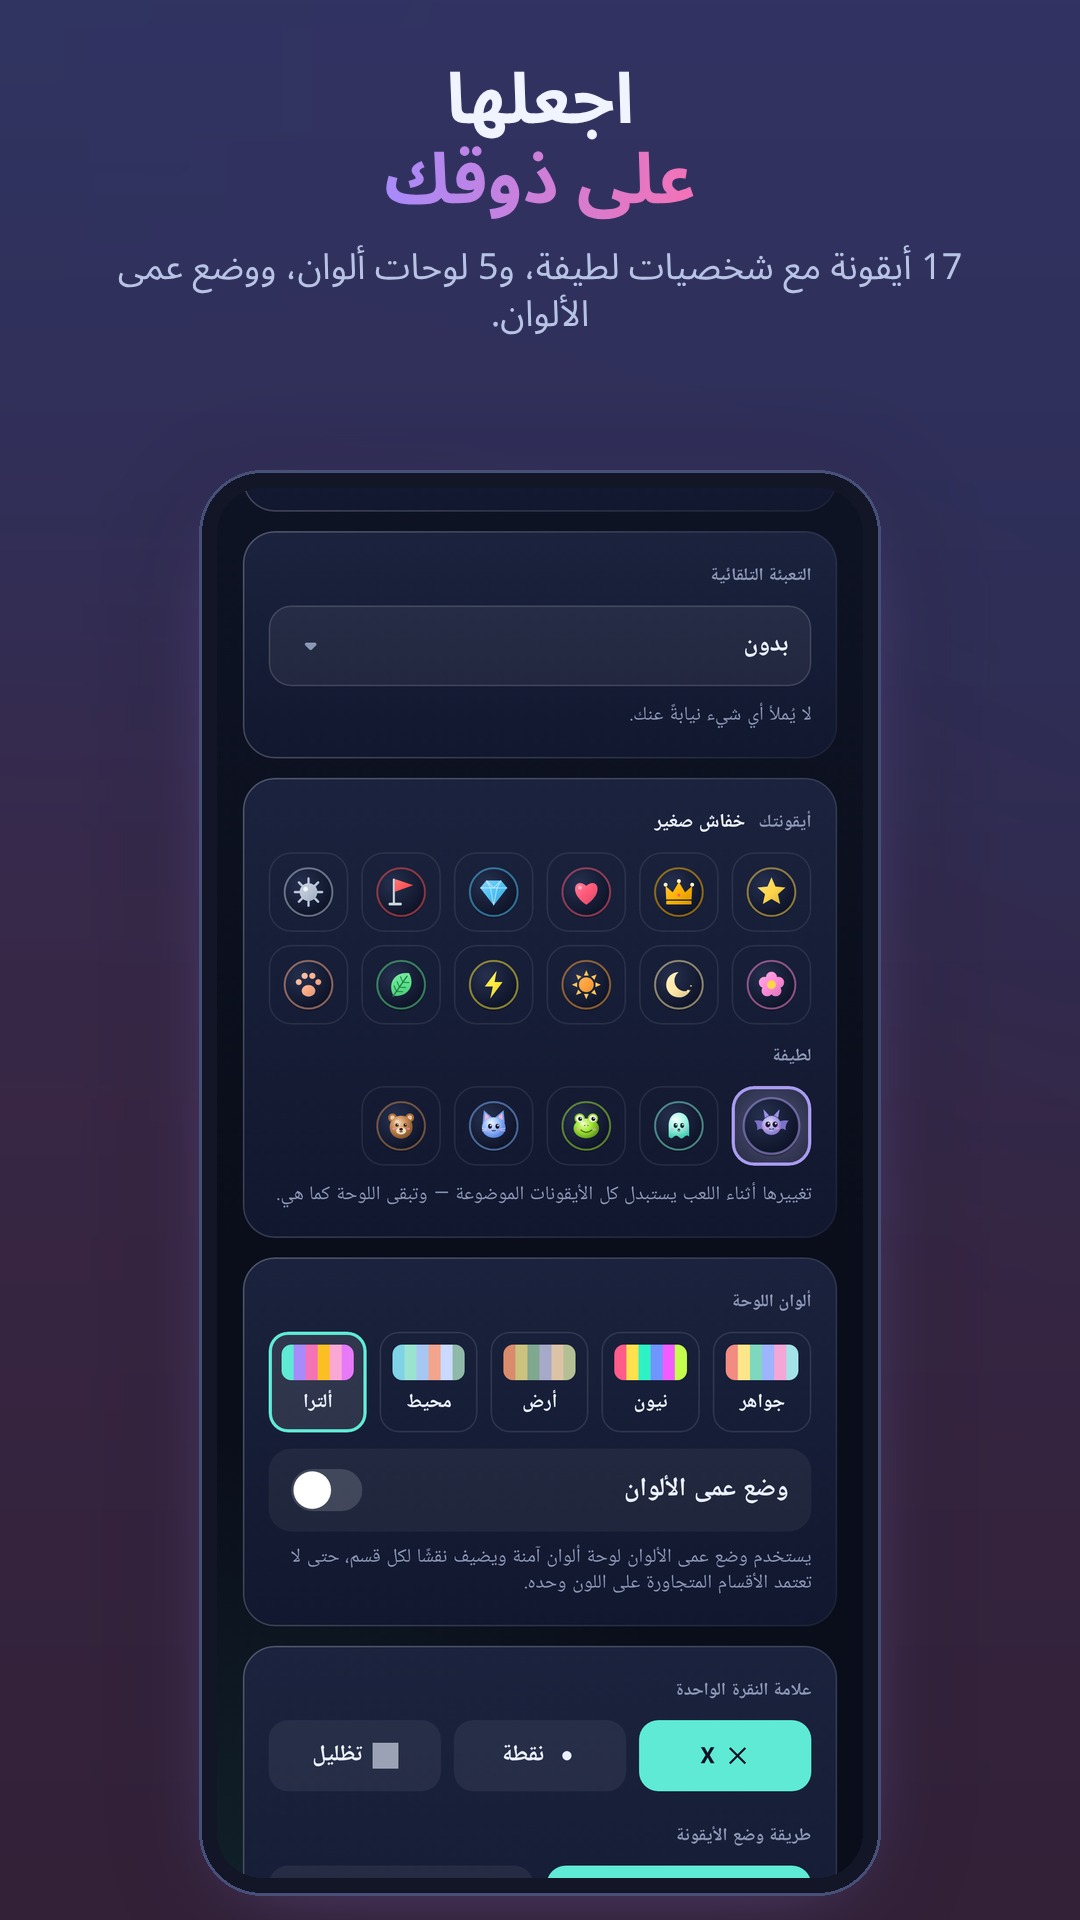 اجعلها
على ذوقك
17 أيقونة مع شخصيات لطيفة، و5 لوحات ألوان، ووضع عمى
الألوان.
التعبئة التلقائية
بدون
لا يُملأ أي شيء نيابةً عنك.
أيقونتك خفاش صغير
لطيفة
تغييرها أثناء اللعب يستبدل كل الأيقونات الموضوعة — وتبقى اللوحة كما هي.
ألوان اللوحة
جواهر نيون أرض محيط ألترا
وضع عمى الألوان
يستخدم وضع عمى الألوان لوحة ألوان آمنة ويضيف نقشًا لكل قسم، حتى لا
تعتمد الأقسام المتجاورة على اللون وحده.
علامة النقرة الواحدة
X نقطة تظليل
طريقة وضع الأيقونة